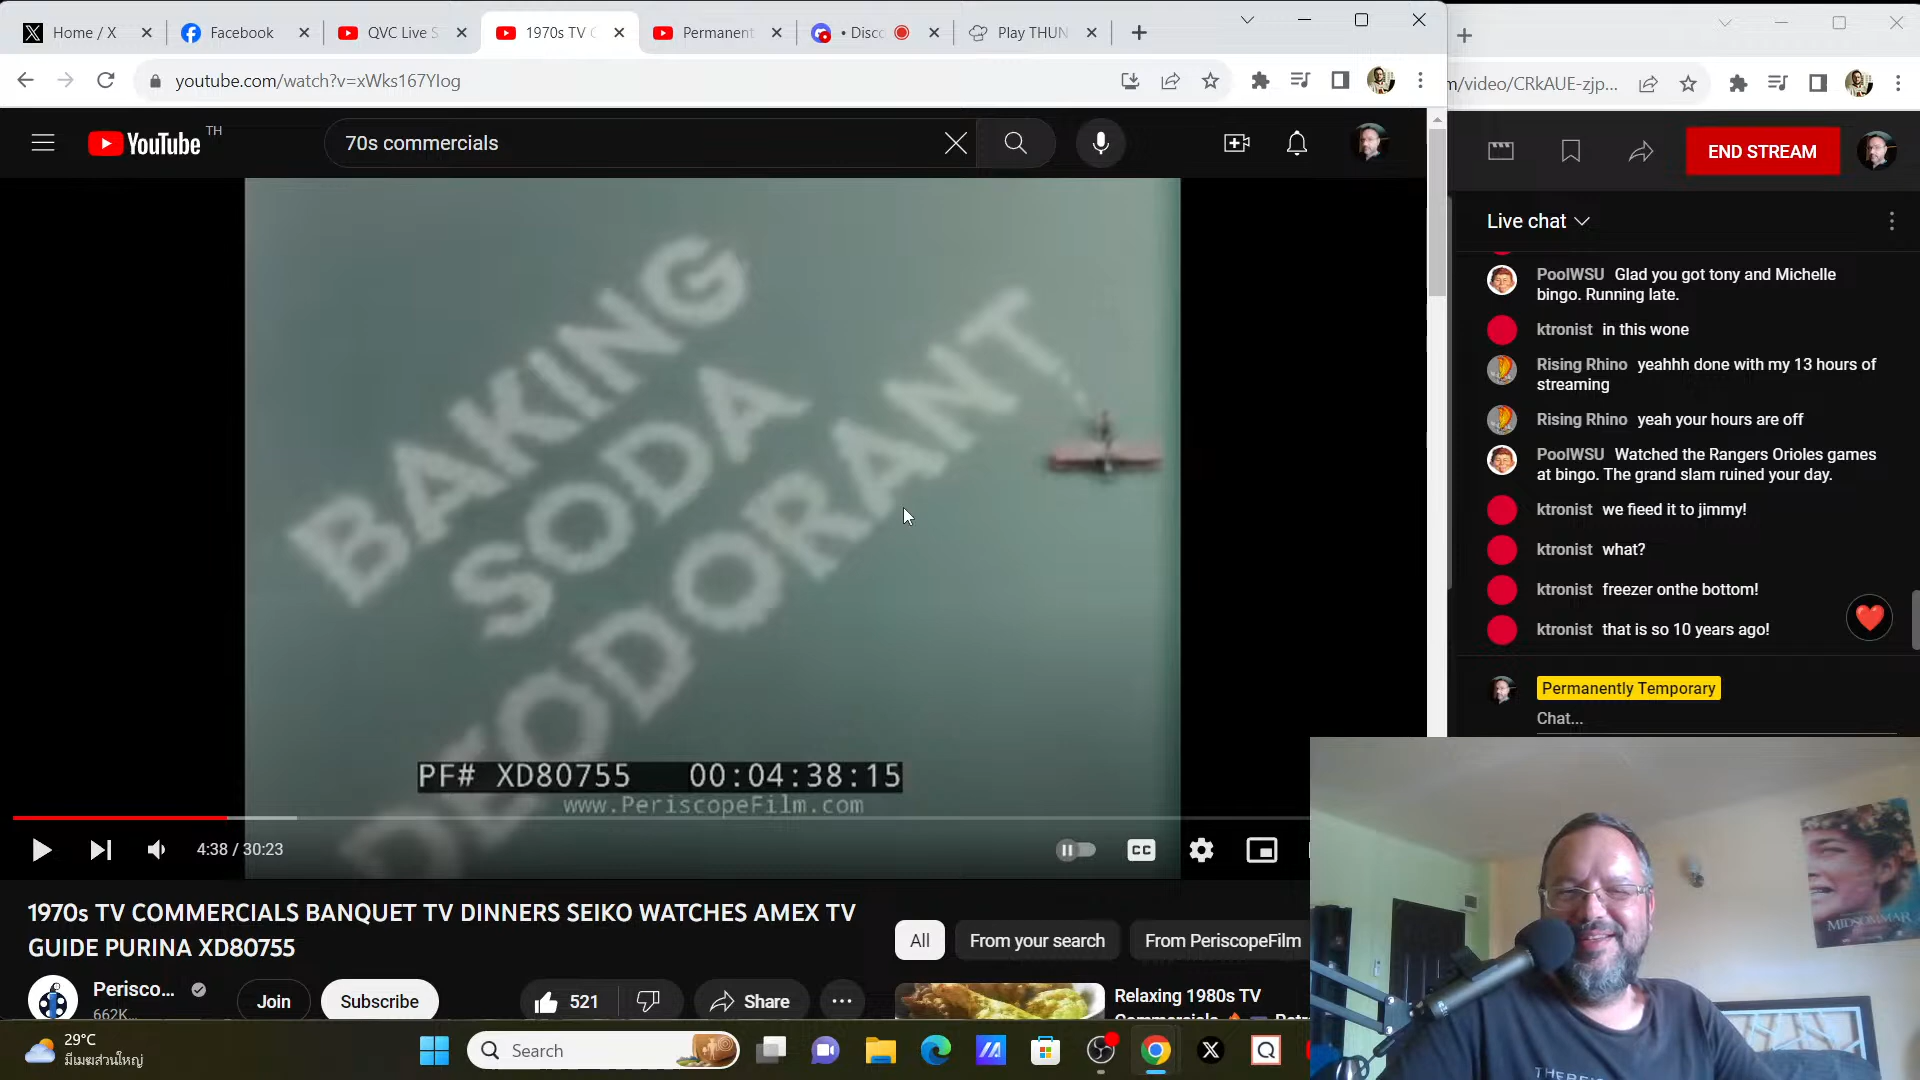 Home / X
Facebook
QVC Live S
1970s TV C
Permanent
• Disco
Play THUN
youtube.com/watch?v=xWks167YIog
m/video/CRkAUE-zjp...
YouTube TH
70s commercials
END STREAM
Live chat
BAKING
SODA
DEODORANT
DEO
PF# XD80755 00:04:38:15
www.PeriscopeFilm.com
4:38 / 30:23
CC
PoolWSU Glad you got tony and Michelle
bingo. Running late.
ktronist in this wone
Rising Rhino yeahhh done with my 13 hours of
streaming
Rising Rhino yeah your hours are off
PoolWSU Watched the Rangers Orioles games
at bingo. The grand slam ruined your day.
ktronist we fieed it to jimmy!
ktronist what?
ktronist freezer onthe bottom!
ktronist that is so 10 years ago!
Permanently Temporary
Chat...
1970s TV COMMERCIALS BANQUET TV DINNERS SEIKO WATCHES AMEX TV
GUIDE PURINA XD80755
Perisco...
662K...
Join
Subscribe
521
Share
All
From your search
From PeriscopeFilm
Relaxing 1980s TV
MIDSOMMAR
29°C
มีเมฆส่วนใหญ่
Search